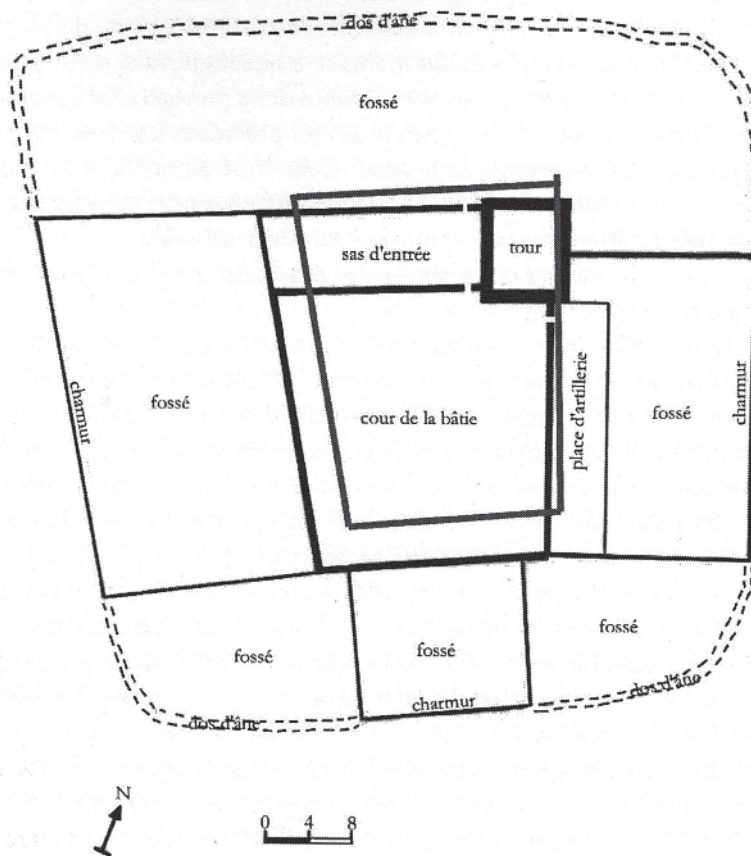 dos d'âne
fossé
sas d'entrée
tour
charmur
fossé
cour de la bâtie
place d'artillerie
fossé
charmur
fossé
fossé
fossé
dos d'âne
charmur
dos d'âne
N
0 4 8